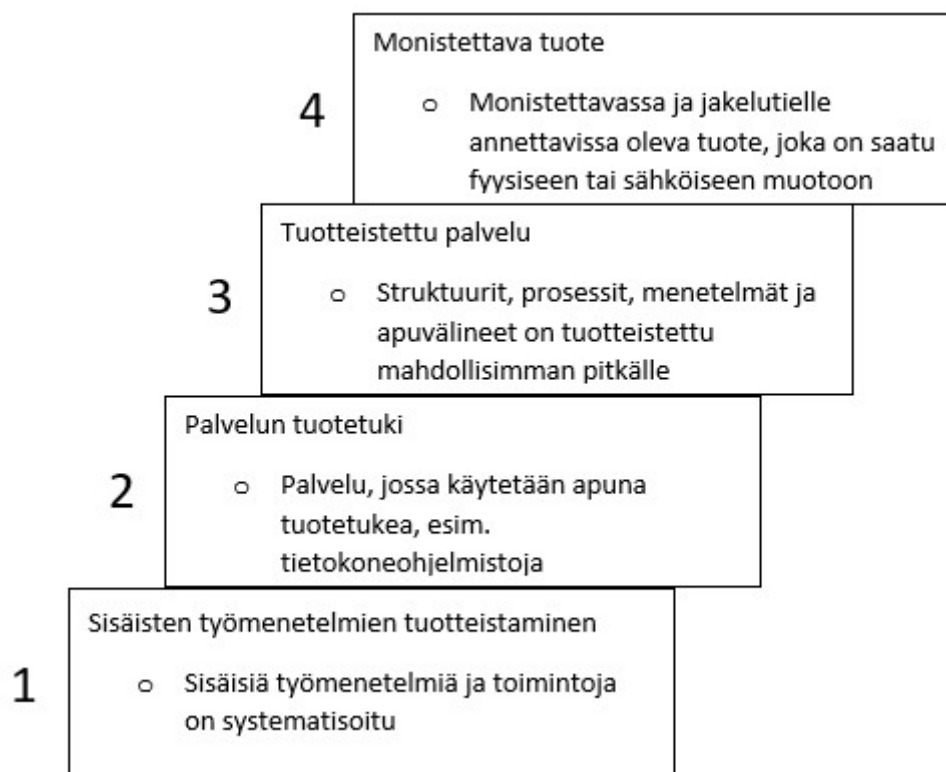 Monistettava tuote
4
o Monistettavassa ja jakelutielle
annettavissa oleva tuote, joka on saatu
fyysiseen tai sähköiseen muotoon
Tuotteistettu palvelu
3
o Struktuurit, prosessit, menetelmät ja
apuvälineet on tuotteistettu
mahdollisimman pitkälle
Palvelun tuotetuki
2
o Palvelu, jossa käytetään apuna
tuotetukea, esim.
tietokoneohjelmistoja
Sisäisten työmenetelmien tuotteistaminen
1
o Sisäisiä työmenetelmiä ja toimintoja
on systematisoitu